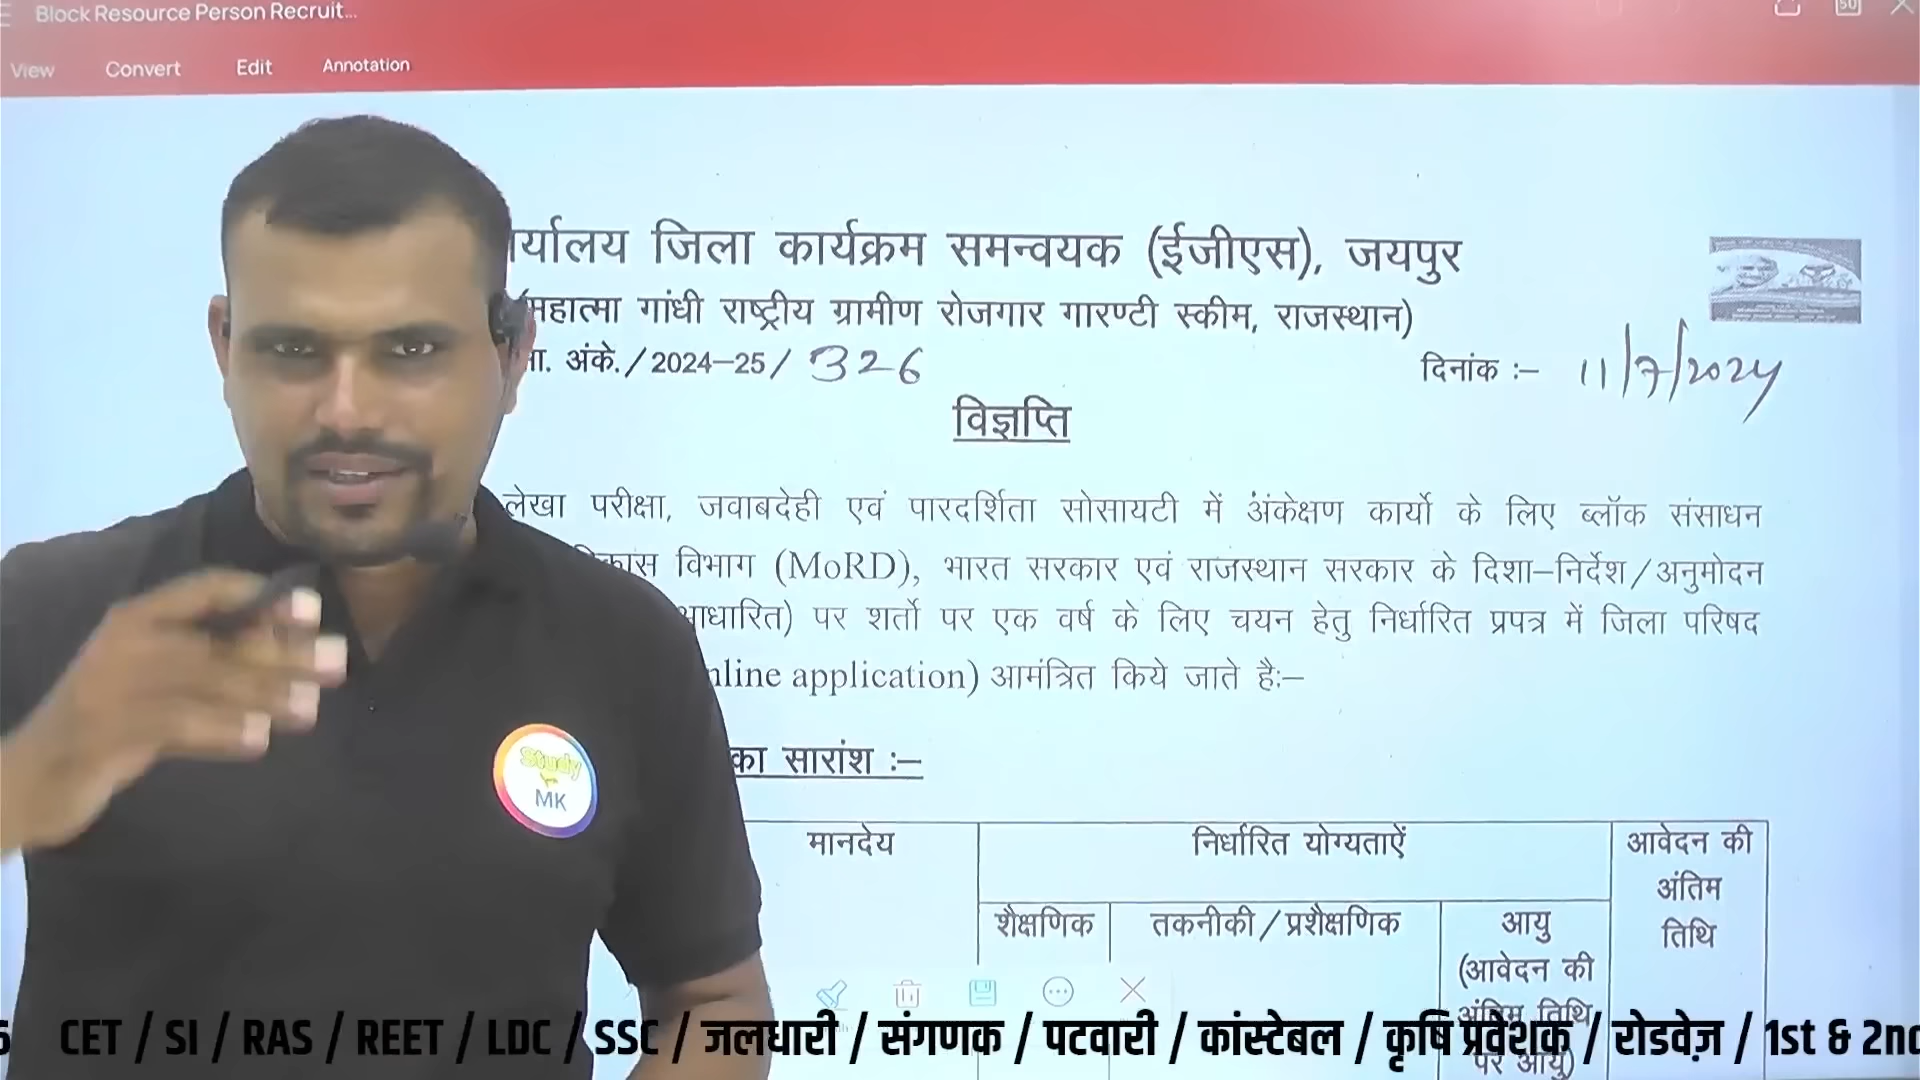 Block Resource Person Recruit...
50
View Convert Edit Annotation
र्यालय जिला कार्यक्रम समन्वयक (ईजीएस), जयपुर
महात्मा गांधी राष्ट्रीय ग्रामीण रोजगार गारण्टी स्कीम, राजस्थान)
अंके./2024–25/ 326
दिनांक :– 11/7/2024
विज्ञप्ति
लेखा परीक्षा, जवाबदेही एवं पारदर्शिता सोसायटी में अंकेक्षण कार्यो के लिए ब्लॉक संसाधन
विभाग (MoRD), भारत सरकार एवं राजस्थान सरकार के दिशा–निर्देश/अनुमोदन
आधारित) पर शर्तो पर एक वर्ष के लिए चयन हेतु निर्धारित प्रपत्र में जिला परिषद
nline application) आमंत्रित किये जाते है:–
का सारांश :–
मानदेय
निर्धारित योग्यताऐं
आवेदन की
अंतिम
तिथि
शैक्षणिक
तकनीकी/प्रशैक्षणिक
आयु
(आवेदन की
अंतिम तिथि
पर आयु)
Study
MK
CET / SI / RAS / REET / LDC / SSC / जलधारी / संगणक / पटवारी / कांस्टेबल / कृषि प्रवेशक / रोडवेज़ / 1st & 2nd